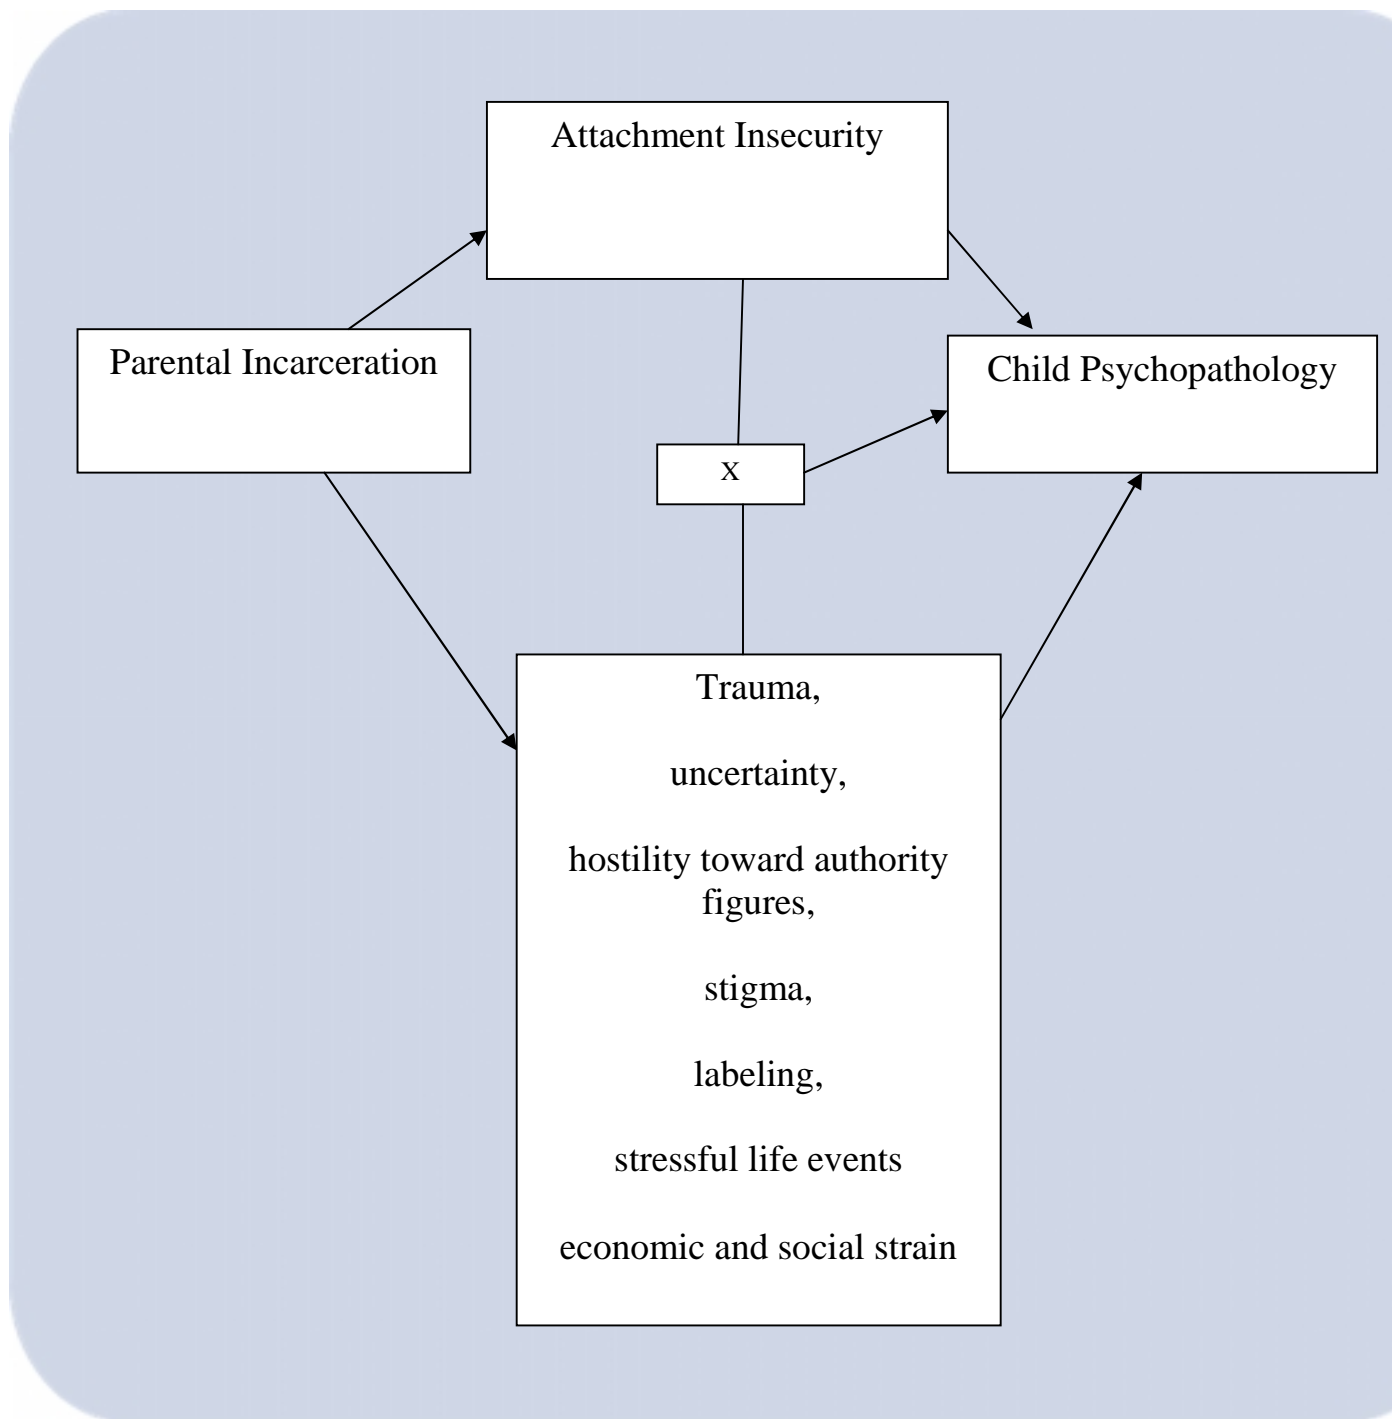 Attachment Insecurity
Parental Incarceration
Child Psychopathology
X
Trauma,
uncertainty,
hostility toward authority
figures,
stigma,
labeling,
stressful life events
economic and social strain